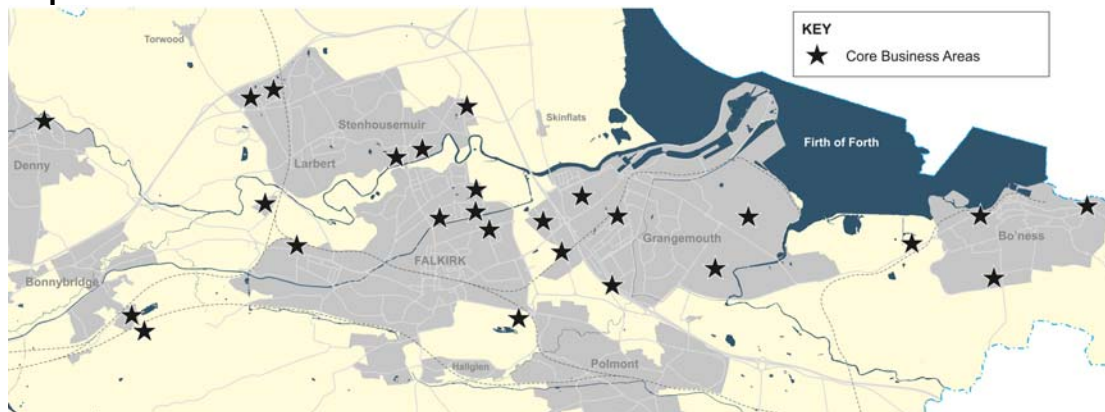 KEY
Core Business Areas
Torwood
Stenhousemuir
Skinflats
Firth of Forth
Denny
Larbert
Grangemouth
Bo'ness
FALKIRK
Bonnybridge
Hallglen
Polmont